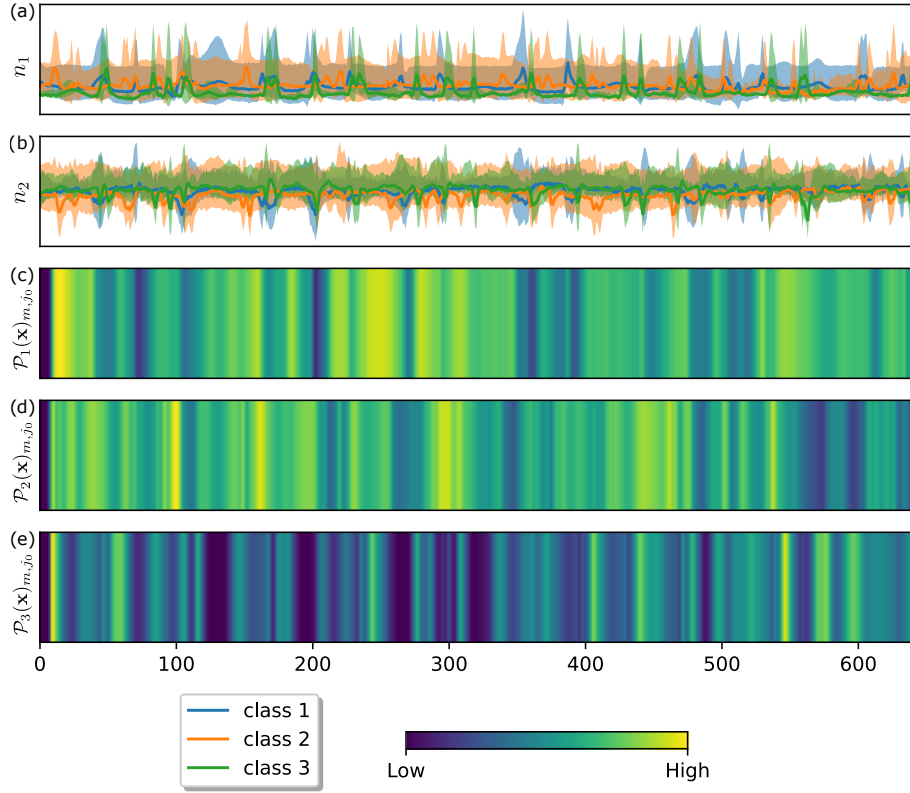 (a)
n₁
(b)
n₂
(c)
𝒫₁(𝐱)ₘ,ⱼ₀
(d)
𝒫₂(𝐱)ₘ,ⱼ₀
(e)
𝒫₃(𝐱)ₘ,ⱼ₀
0 100 200 300 400 500 600
class 1
class 2
class 3
Low High